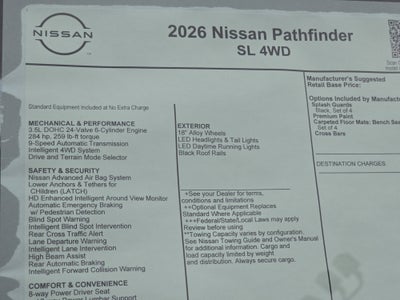 NISSAN
2026 Nissan Pathfinder
SL 4WD
Standard Equipment Included at No Extra Charge
MECHANICAL & PERFORMANCE
3.5L DOHC 24-Valve 6-Cylinder Engine
284 hp, 259 lb-ft torque
9-Speed Automatic Transmission
Intelligent 4WD System
Drive and Terrain Mode Selector
SAFETY & SECURITY
Nissan Advanced Air Bag System
Lower Anchors & Tethers for
Children (LATCH)
HD Enhanced Intelligent Around View Monitor
Automatic Emergency Braking
w/ Pedestrian Detection
Blind Spot Warning
Intelligent Blind Spot Intervention
Rear Cross Traffic Alert
Lane Departure Warning
Intelligent Lane Intervention
High Beam Assist
Rear Automatic Braking
Intelligent Forward Collision Warning
COMFORT & CONVENIENCE
8-way Power Driver Seat
Power Lumbar Support
EXTERIOR
18" Alloy Wheels
LED Headlights & Tail Lights
LED Daytime Running Lights
Black Roof Rails
+See your Dealer for terms,
conditions and limitations
++Optional Equipment Replaces
Standard Where Applicable
+++Federal/State/Local Laws may apply
Review before using
**Towing capacity varies by configuration.
See Nissan Towing Guide and Owner's Manual
for additional information. Cargo and
load capacity limited by weight
and distribution. Always secure cargo.
Scan
Manufacturer's Suggested
Retail Base Price:
Options Included by Manufact
Splash Guards
Black, Set of 4
Premium Paint
Carpeted Floor Mats: Bench Sea
Set of 4
Cross Bars
DESTINATION CHARGES